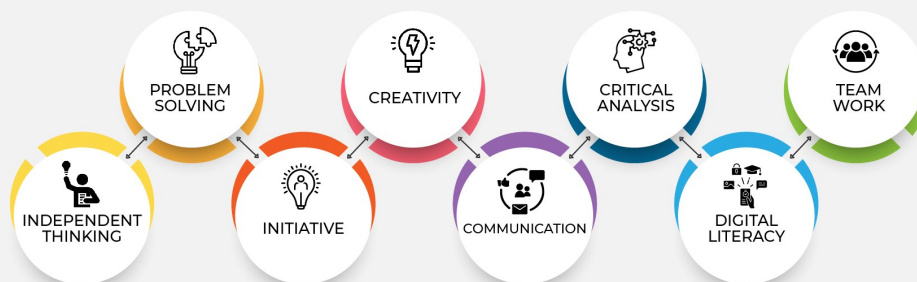 INDEPENDENT
THINKING
PROBLEM
SOLVING
INITIATIVE
CREATIVITY
COMMUNICATION
CRITICAL
ANALYSIS
DIGITAL
LITERACY
TEAM
WORK